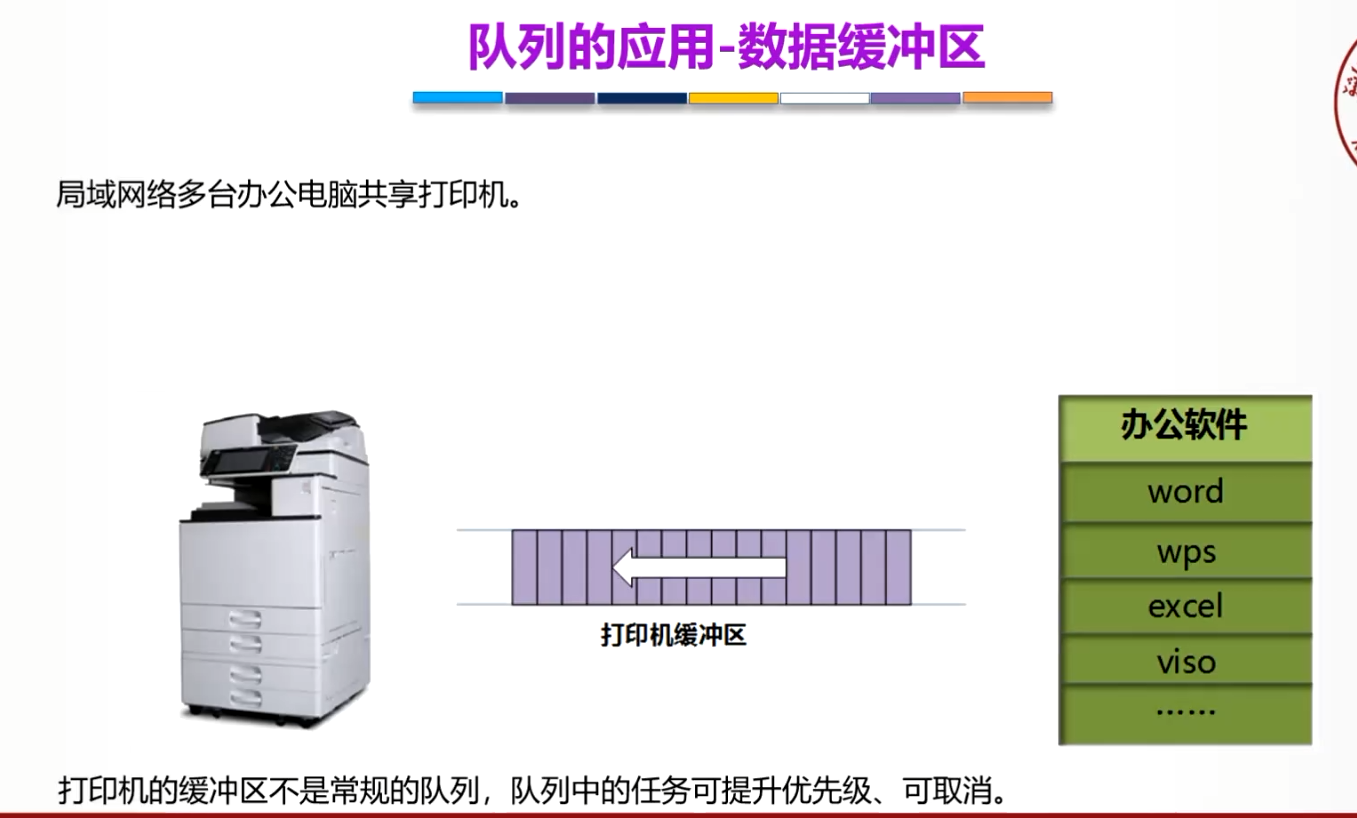 队列的应用-数据缓冲区
局域网络多台办公电脑共享打印机。
办公软件
word
wps
excel
viso
……
打印机缓冲区
打印机的缓冲区不是常规的队列，队列中的任务可提升优先级、可取消。